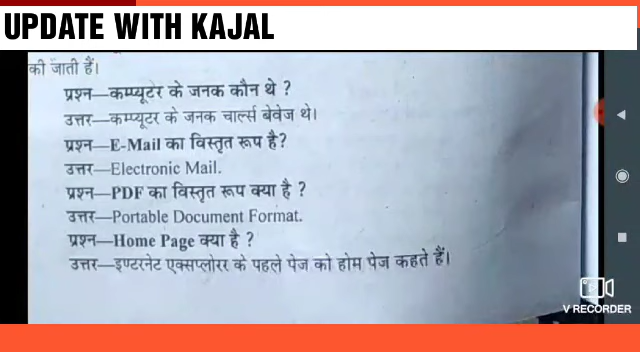 UPDATE WITH KAJAL
की जाती हैं।
प्रश्न—कम्प्यूटर के जनक कौन थे ?
उत्तर—कम्प्यूटर के जनक चार्ल्स बेवेज थे।
प्रश्न—E-Mail का विस्तृत रूप है?
उत्तर—Electronic Mail.
प्रश्न—PDF का विस्तृत रूप क्या है ?
उत्तर—Portable Document Format.
प्रश्न—Home Page क्या है ?
उत्तर—इण्टरनेट एक्सप्लोरर के पहले पेज को होम पेज कहते हैं।
V RECORDER